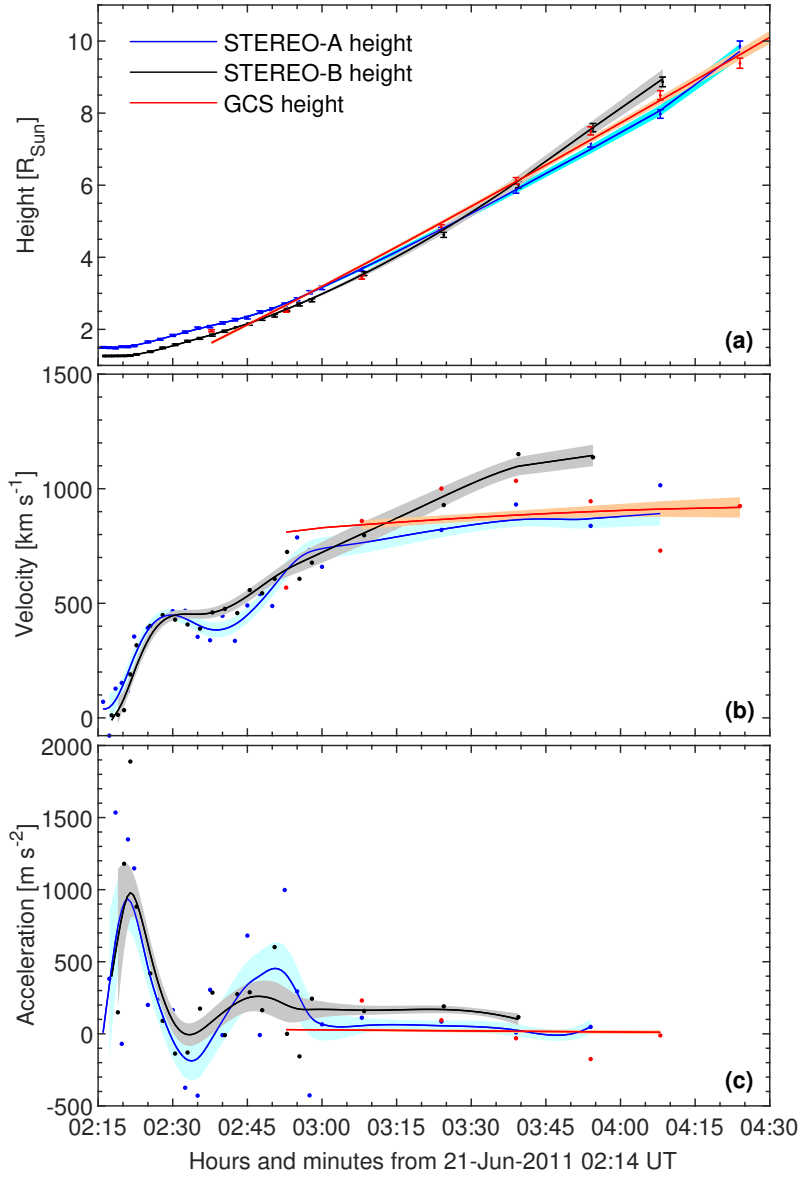 10
8
6
4
2
Height [R_Sun]
STEREO-A height
STEREO-B height
GCS height
(a)
1500
1000
500
0
Velocity [km s⁻¹]
(b)
2000
1500
1000
500
0
-500
Acceleration [m s⁻²]
(c)
02:15 02:30 02:45 03:00 03:15 03:30 03:45 04:00 04:15 04:30
Hours and minutes from 21-Jun-2011 02:14 UT